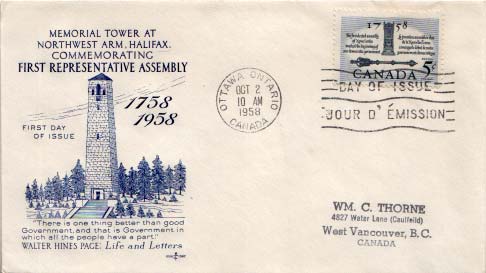 MEMORIAL TOWER AT
NORTHWEST ARM, HALIFAX.
COMMEMORATING
FIRST REPRESENTATIVE ASSEMBLY
1758
1958
FIRST DAY
OF ISSUE
"There is one thing better than good
Government, and that is Government in
which all the people have a part."
WALTER HINES PAGE: Life and Letters
OTTAWA ONTARIO
OCT 2
10 AM
1958
CANADA
1758
CANADA 5¢
DAY OF ISSUE
JOUR D'ÉMISSION
WM. C. THORNE
4827 Water Lane (Caulfeild)
West Vancouver, B.C.
CANADA